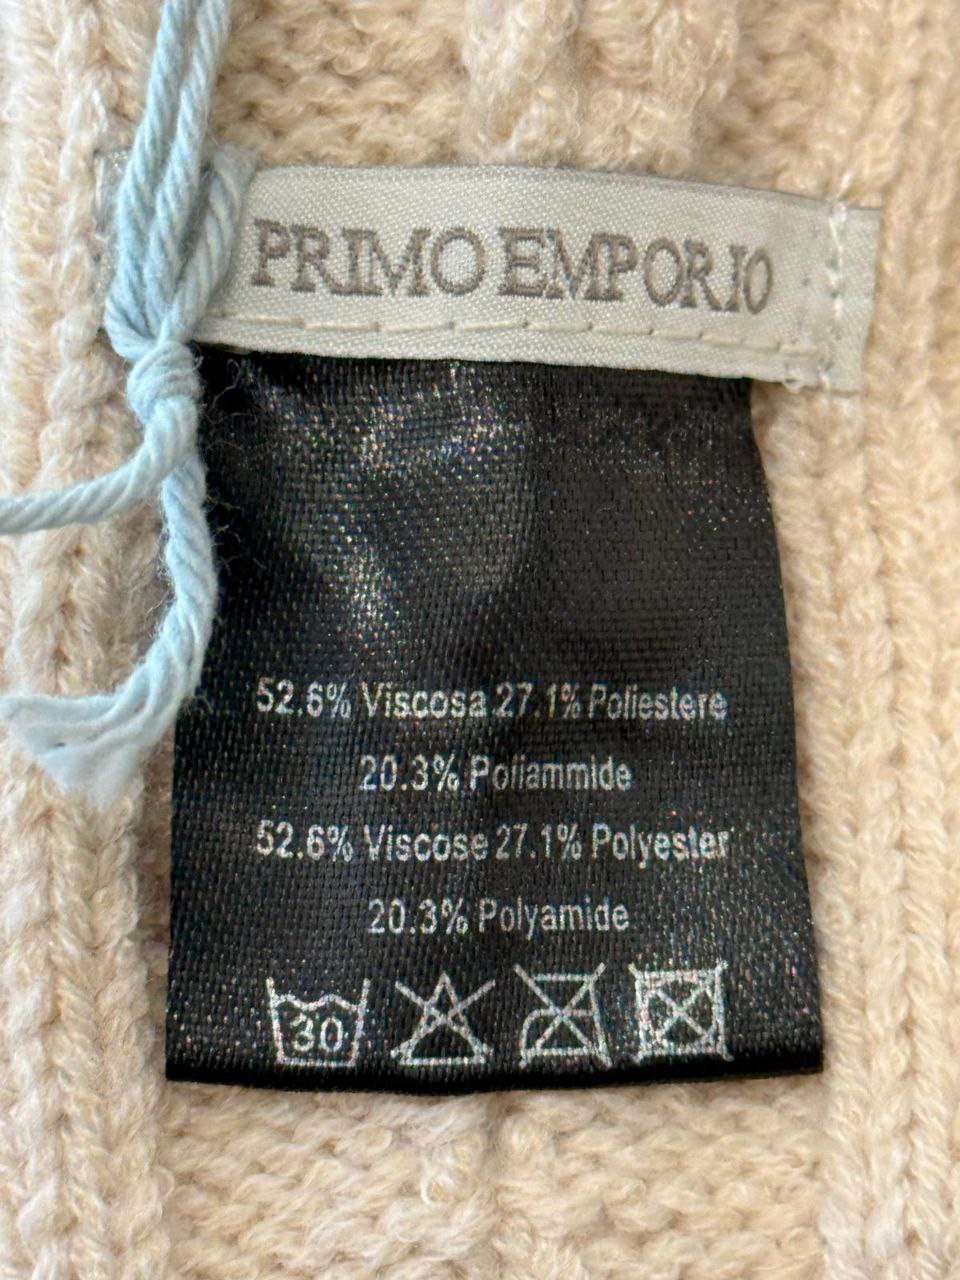 PRIMO EMPORIO
52.6% Viscosa 27.1% Poliestere
20.3% Poliammide
52.6% Viscose 27.1% Polyester
20.3% Polyamide
30